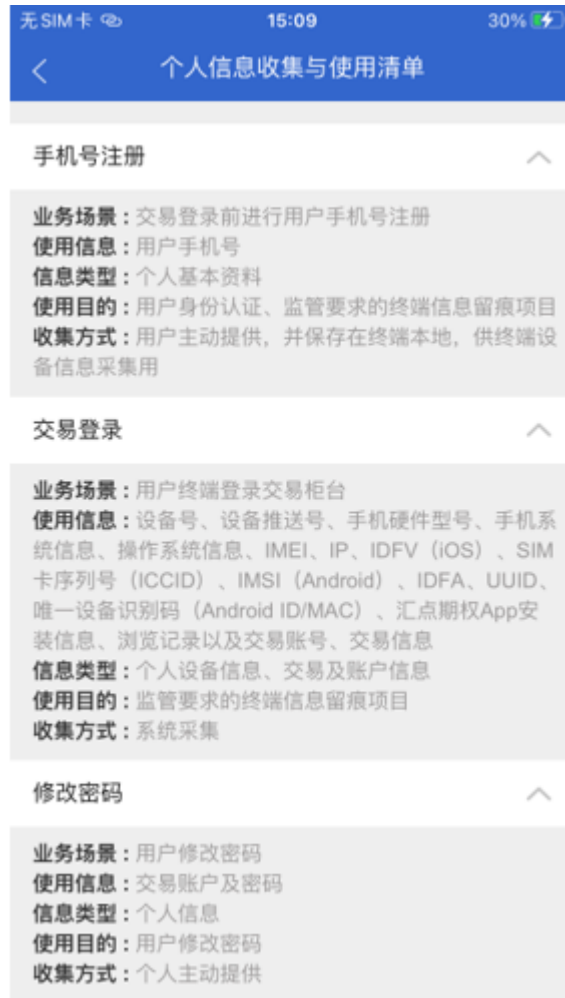 无SIM卡
15:09
30%
个人信息收集与使用清单
手机号注册
业务场景：交易登录前进行用户手机号注册
使用信息：用户手机号
信息类型：个人基本资料
使用目的：用户身份认证、监管要求的终端信息留痕项目
收集方式：用户主动提供，并保存在终端本地，供终端设
备信息采集用
交易登录
业务场景：用户终端登录交易柜台
使用信息：设备号、设备推送号、手机硬件型号、手机系
统信息、操作系统信息、IMEI、IP、IDFV（iOS）、SIM
卡序列号（ICCID）、IMSI（Android）、IDFA、UUID、
唯一设备识别码（Android ID/MAC）、汇点期权App安
装信息、浏览记录以及交易账号、交易信息
信息类型：个人设备信息、交易及账户信息
使用目的：监管要求的终端信息留痕项目
收集方式：系统采集
修改密码
业务场景：用户修改密码
使用信息：交易账户及密码
信息类型：个人信息
使用目的：用户修改密码
收集方式：个人主动提供